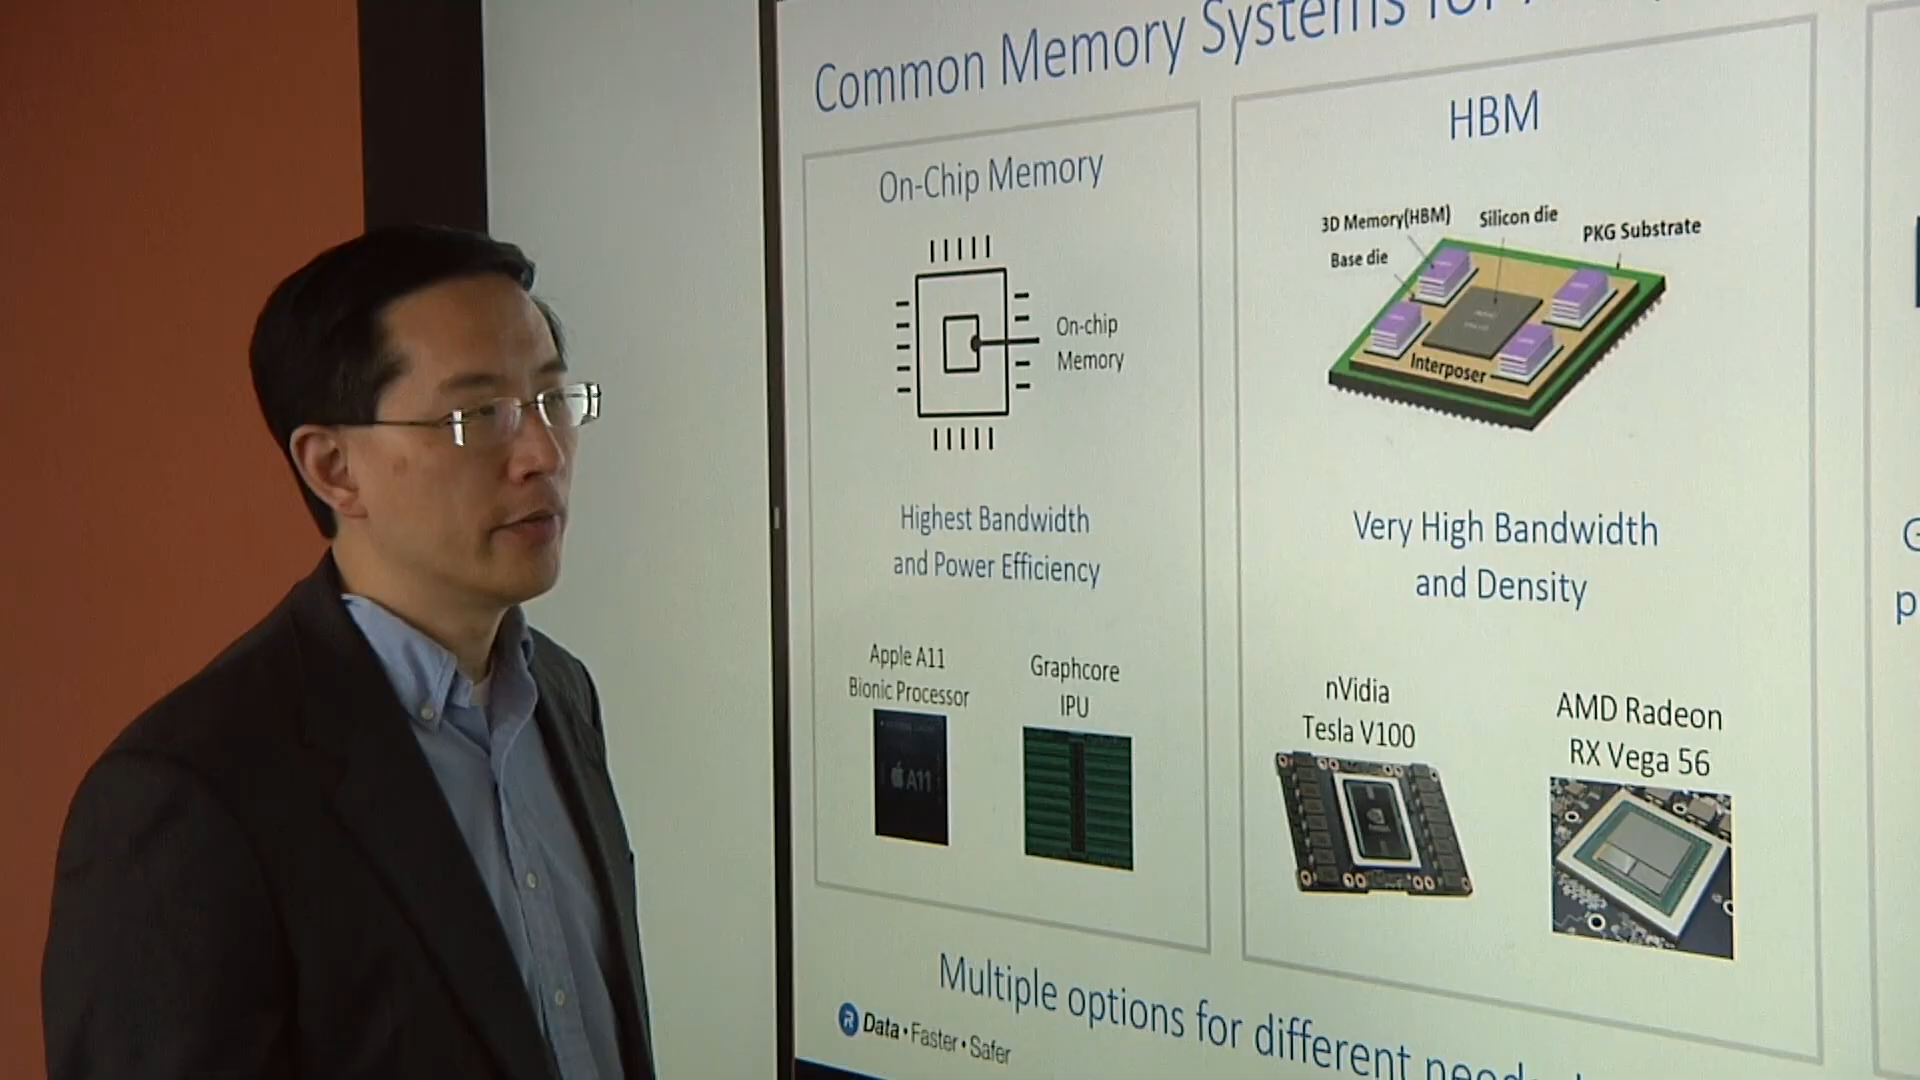 Common Memory Systems for
On-Chip Memory
On-chip
Memory
Highest Bandwidth
and Power Efficiency
Apple A11
Bionic Processor
A11
Graphcore
IPU
HBM
3D Memory(HBM)
Silicon die
PKG Substrate
Base die
Interposer
Very High Bandwidth
and Density
nVidia
Tesla V100
AMD Radeon
RX Vega 56
Multiple options for different
R Data • Faster • Safer